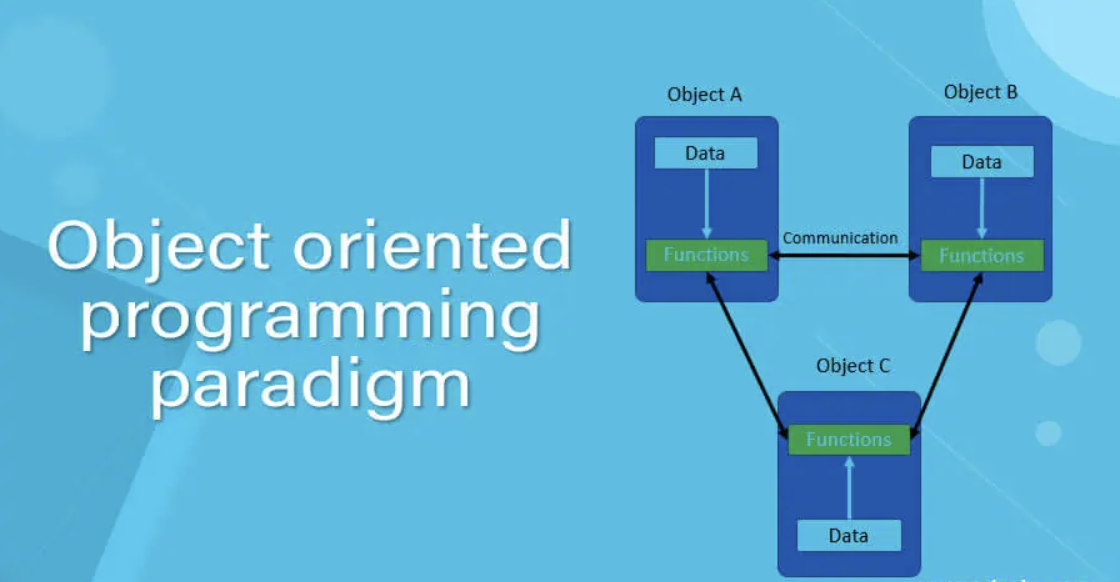 Object oriented
programming
paradigm
Object A
Data
Functions
Communication
Object B
Data
Functions
Object C
Functions
Data